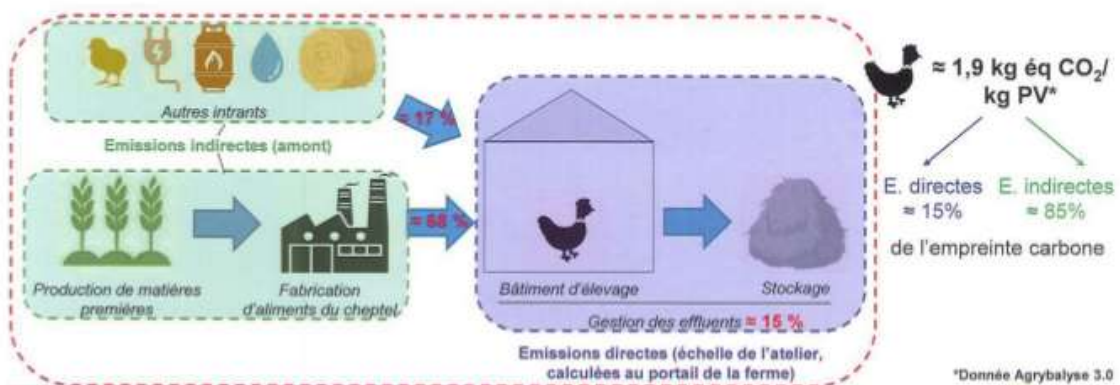 Autres intrants
≈ 17 %
Emissions indirectes (amont)
≈ 68 %
Production de matières
premières
Fabrication
d'aliments du cheptel
Bâtiment d'élevage
Stockage
Gestion des effluents ≈ 15 %
Emissions directes (échelle de l'atelier,
calculées au portail de la ferme)
≈ 1,9 kg éq CO₂/
kg PV*
E. directes
≈ 15%
E. indirectes
≈ 85%
de l'empreinte carbone
*Donnée Agrybalyse 3.0